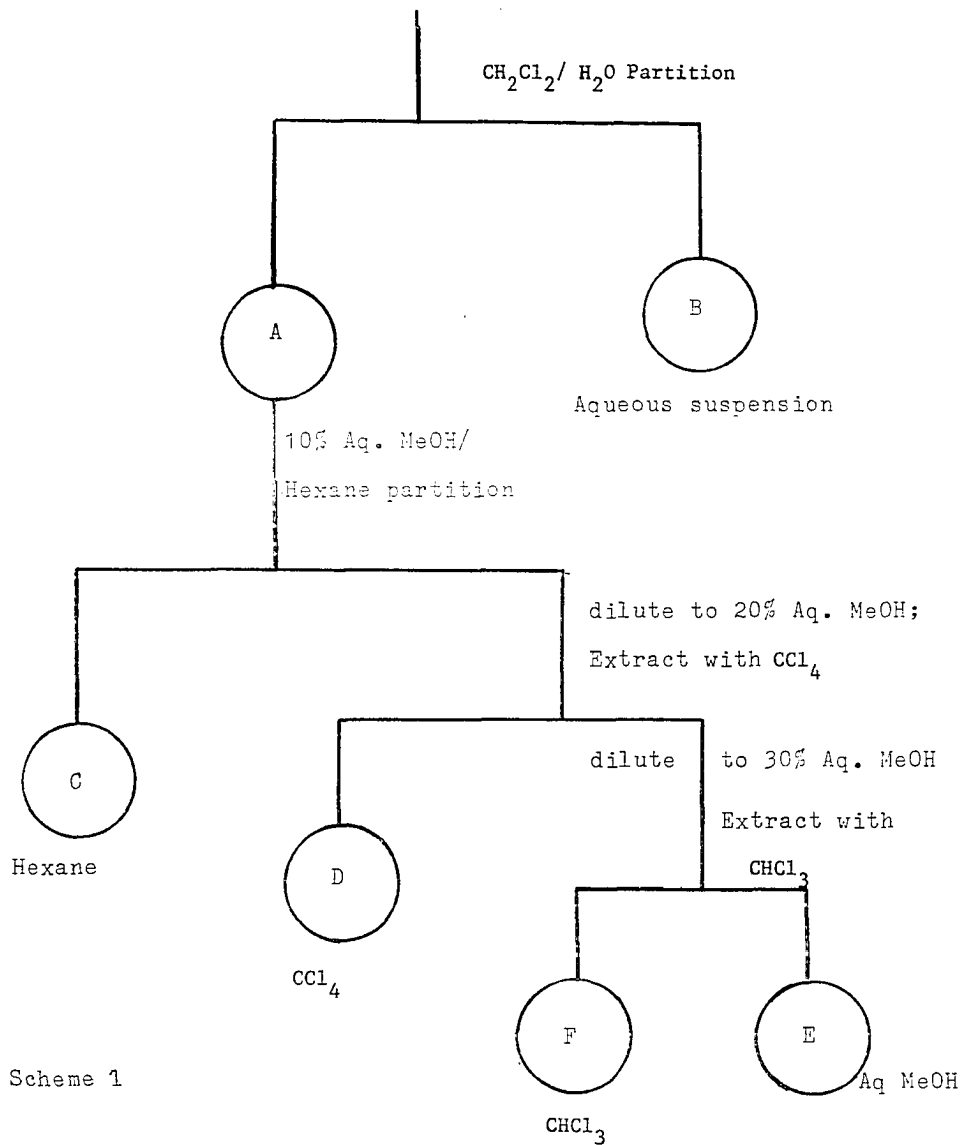 CH₂Cl₂/ H₂O Partition
A
B
Aqueous suspension
10% Aq. MeOH/
Hexane partition
dilute to 20% Aq. MeOH;
Extract with CCl₄
dilute to 30% Aq. MeOH
Extract with
CHCl₃
C
Hexane
D
CCl₄
F
E
Aq MeOH
Scheme 1
CHCl₃